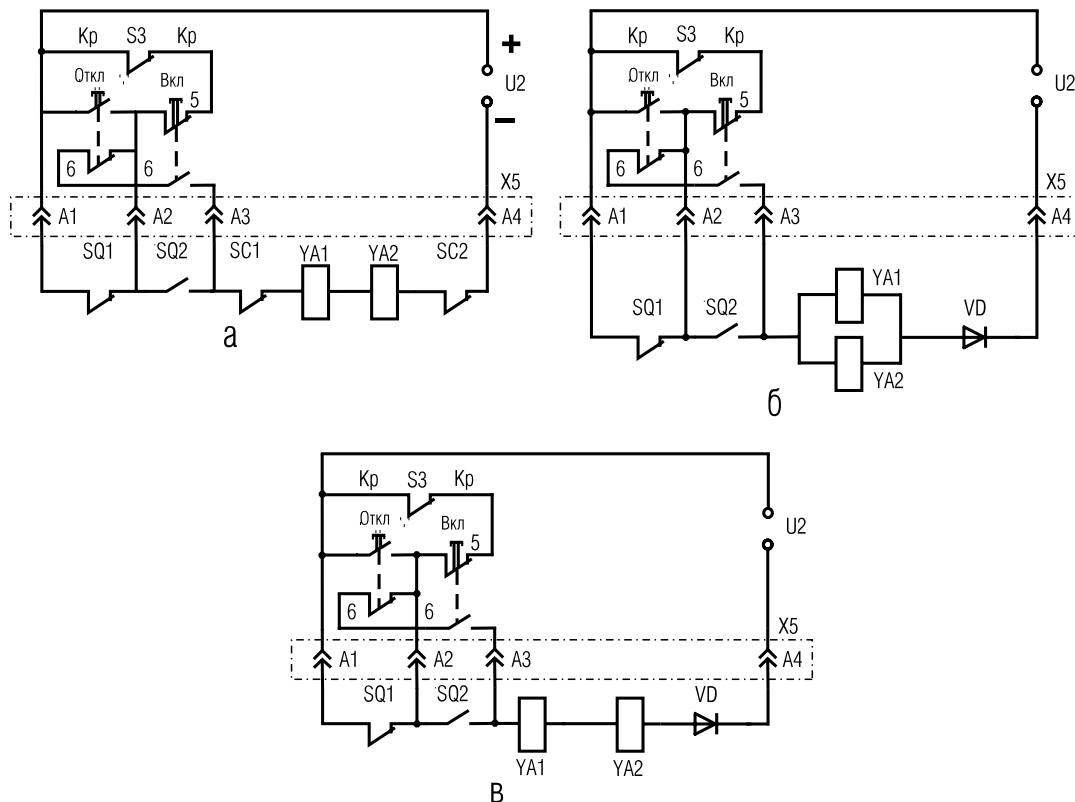 Кр S3 Кр
+
Откл Вкл
5
U2
−
6 6
X5
A1 A2 A3 A4
SQ1 SQ2 SC1 YA1 YA2 SC2
а
Кр S3 Кр
Откл Вкл
5
U2
6 6
X5
A1 A2 A3 A4
SQ1 SQ2 YA1 VD
YA2
б
Кр S3 Кр
Откл Вкл
5
U2
6 6
X5
A1 A2 A3 A4
SQ1 SQ2 VD
YA1 YA2
в